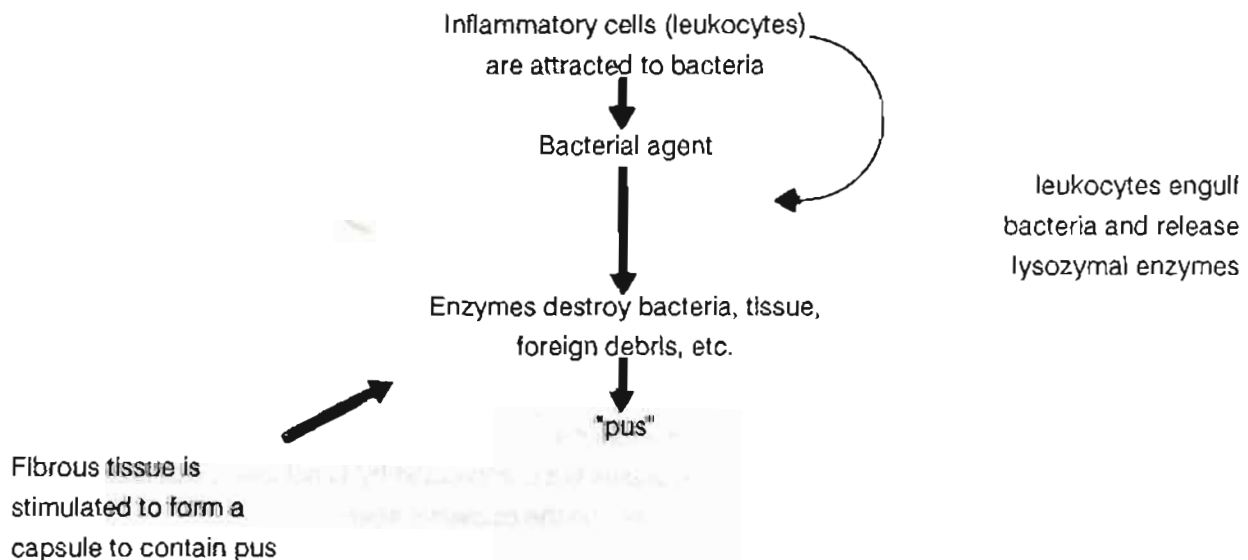 Inflammatory cells (leukocytes)
are attracted to bacteria
Bacterial agent
leukocytes engulf
bacteria and release
lysozymal enzymes
Enzymes destroy bacteria, tissue,
foreign debris, etc.
"pus"
Fibrous tissue is
stimulated to form a
capsule to contain pus